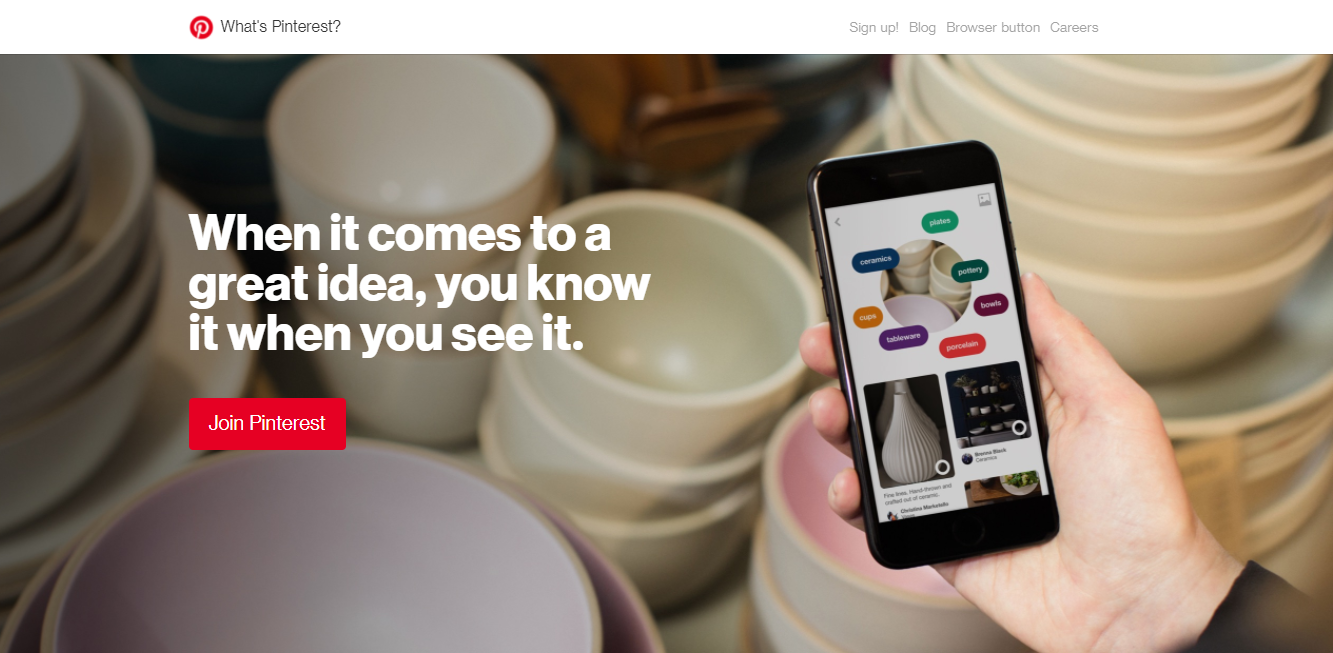 What's Pinterest?
Sign up! Blog Browser button Careers
When it comes to a
great idea, you know
it when you see it.
Join Pinterest
plates
ceramics
pottery
bowls
cups
tableware
porcelain
Fine lines. Hand-thrown and
crafted out of ceramic.
Christina Martorello
Bronna Black
Ceramics